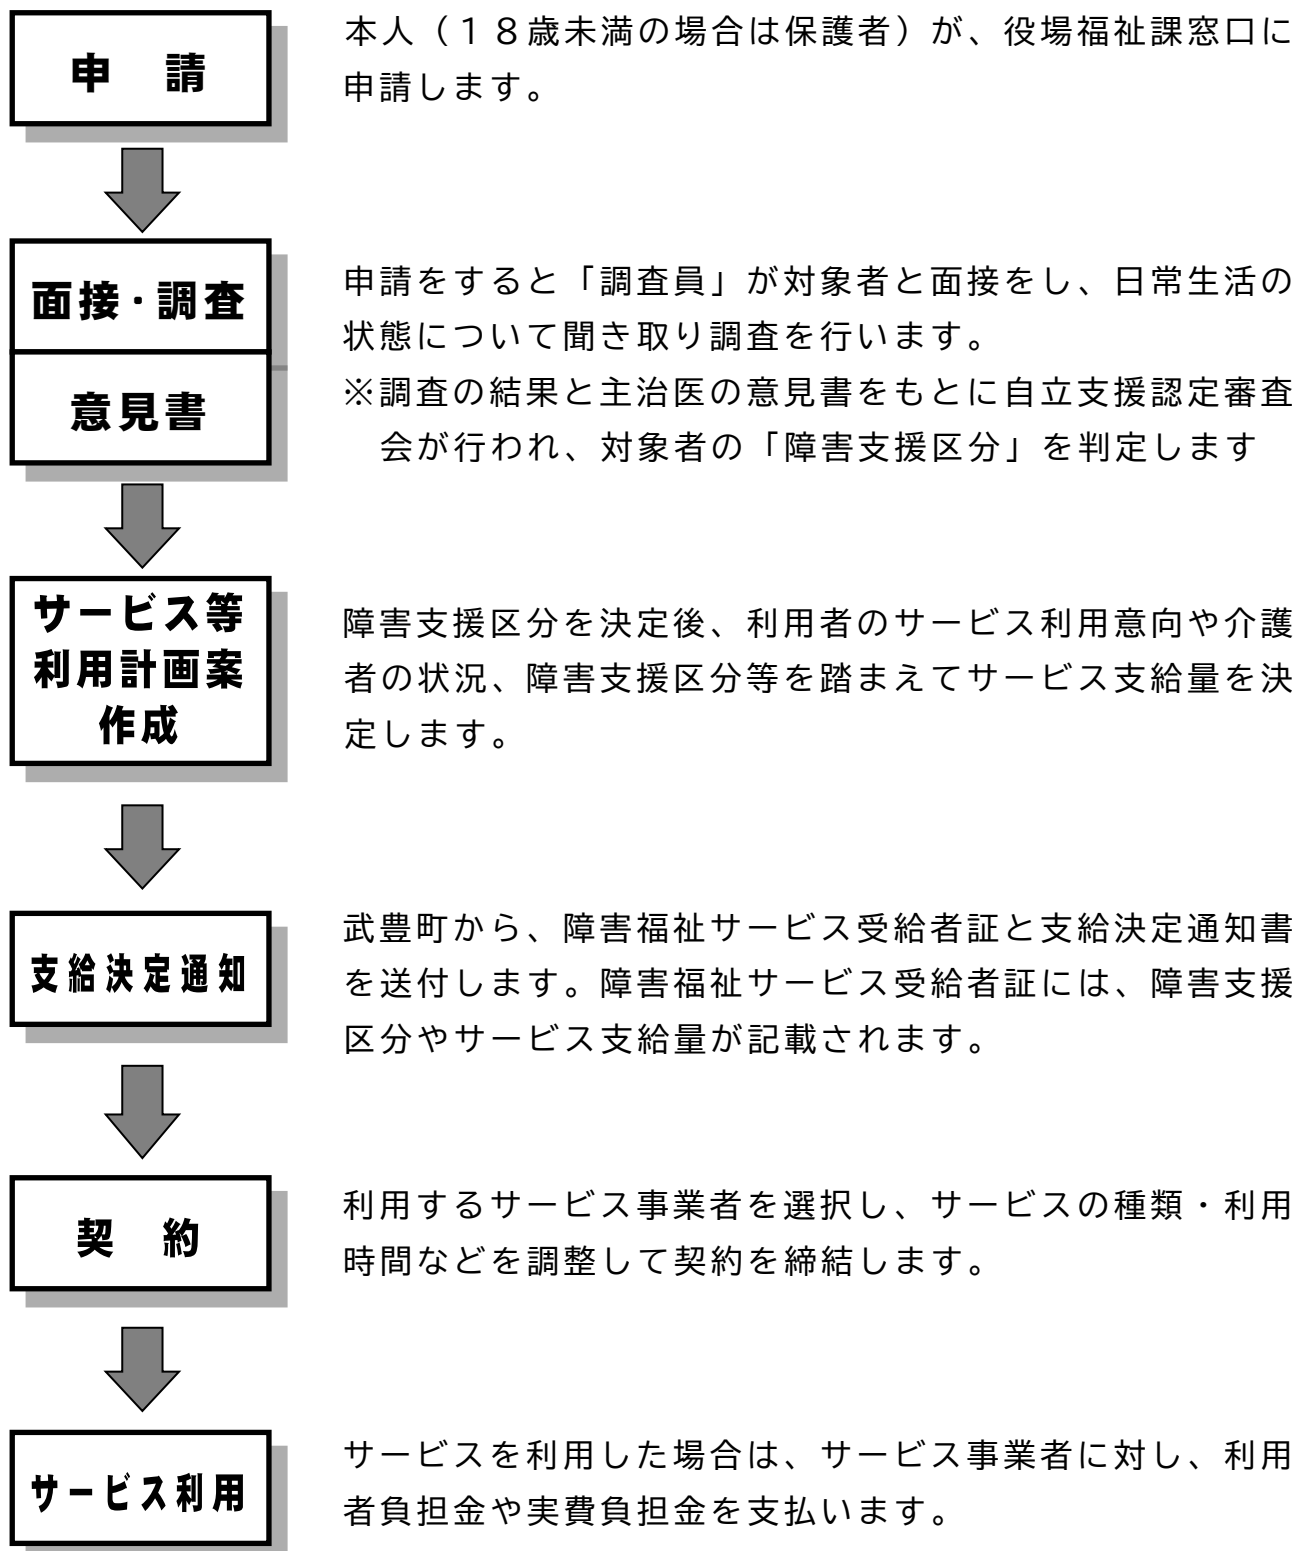 申　請
本人（１８歳未満の場合は保護者）が、役場福祉課窓口に
申請します。
面接・調査
意見書
申請をすると「調査員」が対象者と面接をし、日常生活の
状態について聞き取り調査を行います。
※調査の結果と主治医の意見書をもとに自立支援認定審査
会が行われ、対象者の「障害支援区分」を判定します
サービス等
利用計画案
作成
障害支援区分を決定後、利用者のサービス利用意向や介護
者の状況、障害支援区分等を踏まえてサービス支給量を決
定します。
支給決定通知
武豊町から、障害福祉サービス受給者証と支給決定通知書
を送付します。障害福祉サービス受給者証には、障害支援
区分やサービス支給量が記載されます。
契　約
利用するサービス事業者を選択し、サービスの種類・利用
時間などを調整して契約を締結します。
サービス利用
サービスを利用した場合は、サービス事業者に対し、利用
者負担金や実費負担金を支払います。